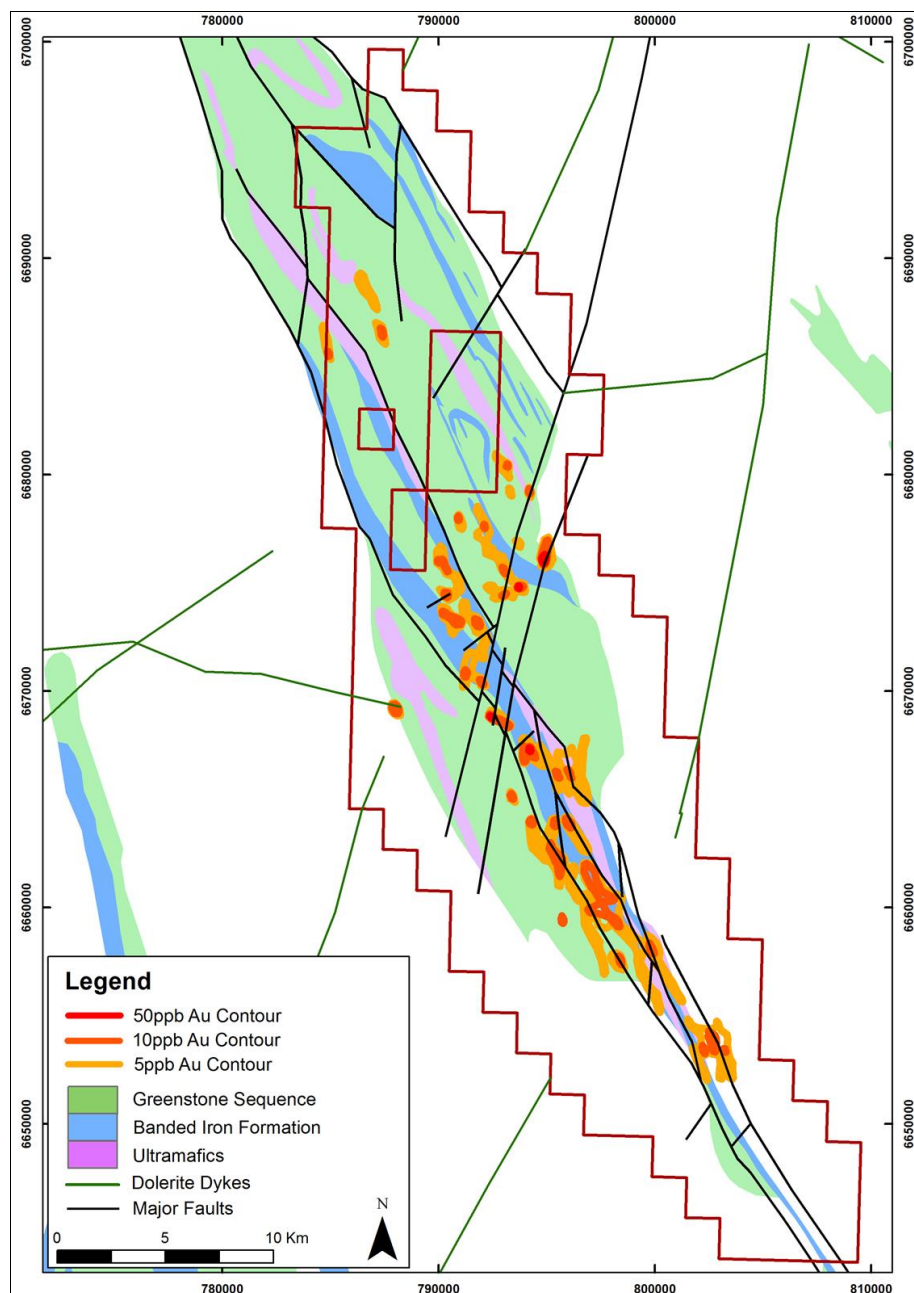 780000 790000 800000 810000
6700000 6700000
6690000 6690000
6680000 6680000
6670000 6670000
6660000 6660000
6650000 6650000
Legend
50ppb Au Contour
10ppb Au Contour
5ppb Au Contour
Greenstone Sequence
Banded Iron Formation
Ultramafics
Dolerite Dykes
Major Faults
N
0 5 10 Km
780000 790000 800000 810000